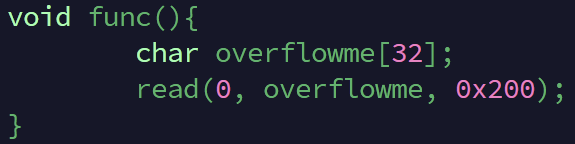 void func(){
        char overflowme[32];
        read(0, overflowme, 0x200);
}